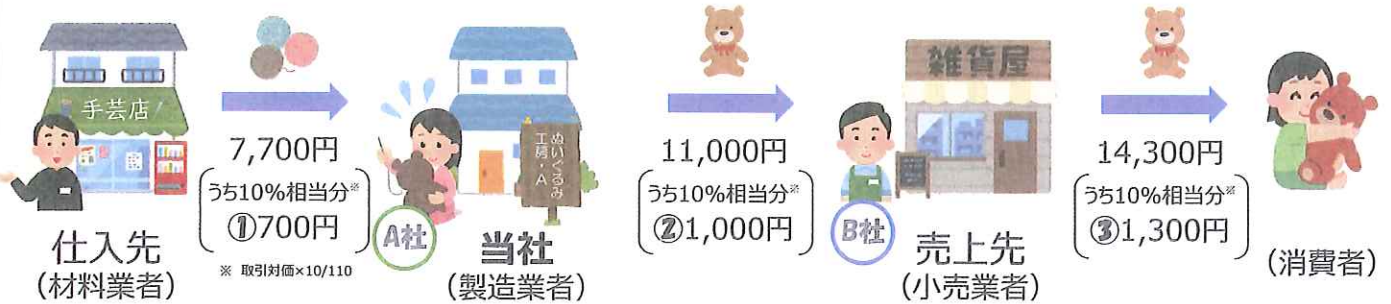 手芸店
7,700円
うち10%相当分※
①700円
※ 取引対価×10/110
仕入先
(材料業者)
ぬいぐるみ
工房・A
A社
当社
(製造業者)
11,000円
うち10%相当分※
②1,000円
雑貨屋
B社
売上先
(小売業者)
14,300円
うち10%相当分※
③1,300円
(消費者)